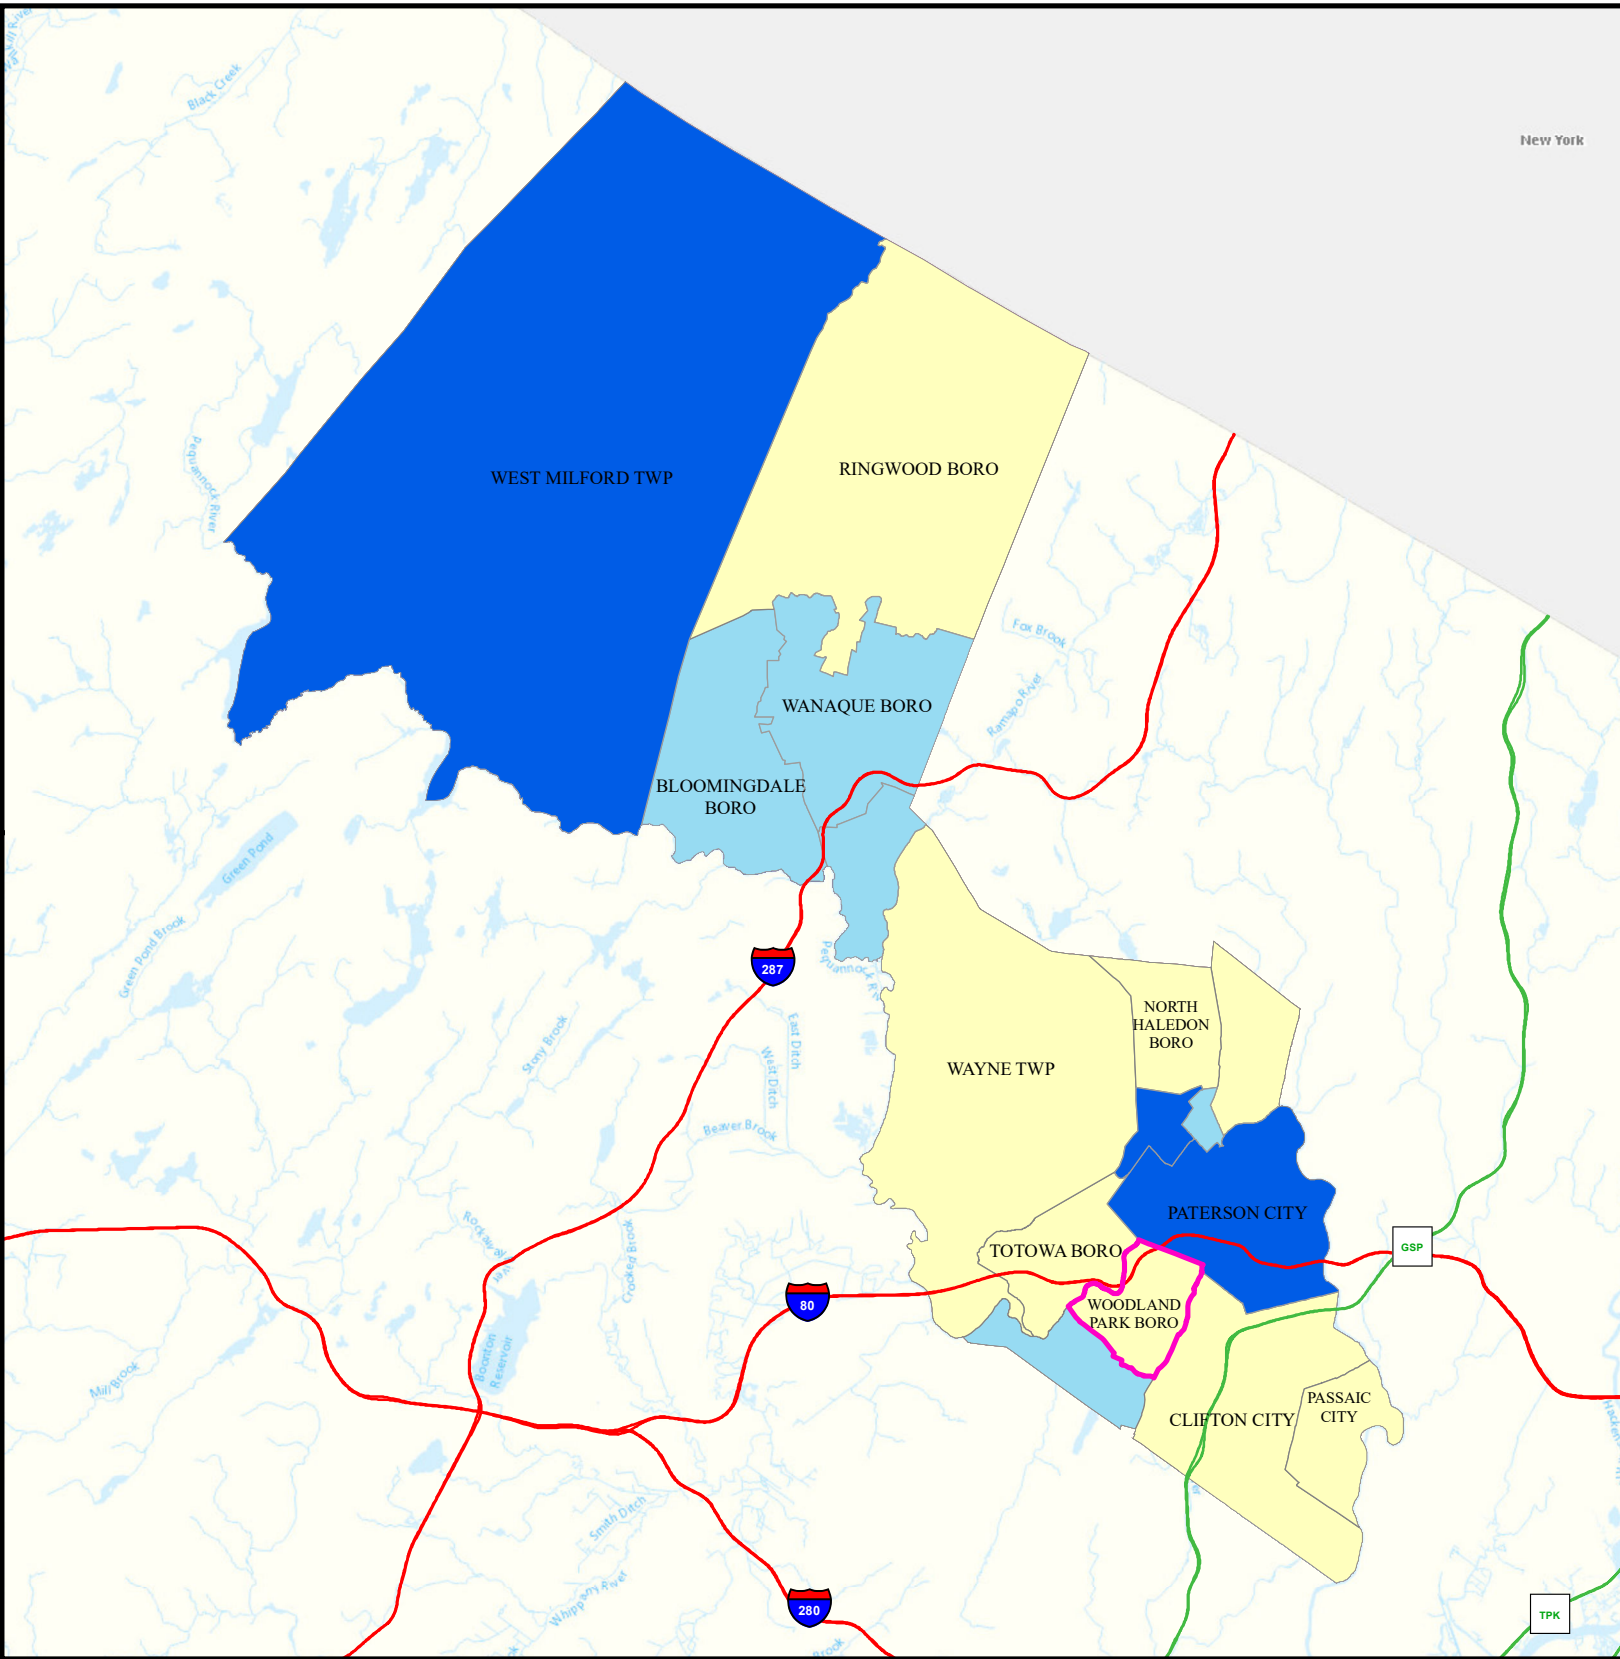 Black Creek
New York
Pequannock River
WEST MILFORD TWP
RINGWOOD BORO
Fox Brook
Ramapo River
WANAQUE BORO
BLOOMINGDALE
BORO
Green Pond
Green Pond Brook
287
Pequannock
NORTH
HALEDON
BORO
Stony Brook
East Ditch
West Ditch
WAYNE TWP
Beaver Brook
PATERSON CITY
Crooked Brook
TOTOWA BORO
GSP
80
WOODLAND
PARK BORO
Boonton
Reservoir
Mill Brook
PASSAIC
CITY
CLIFTON CITY
Smith Ditch
Whippany River
280
TPK
Brook